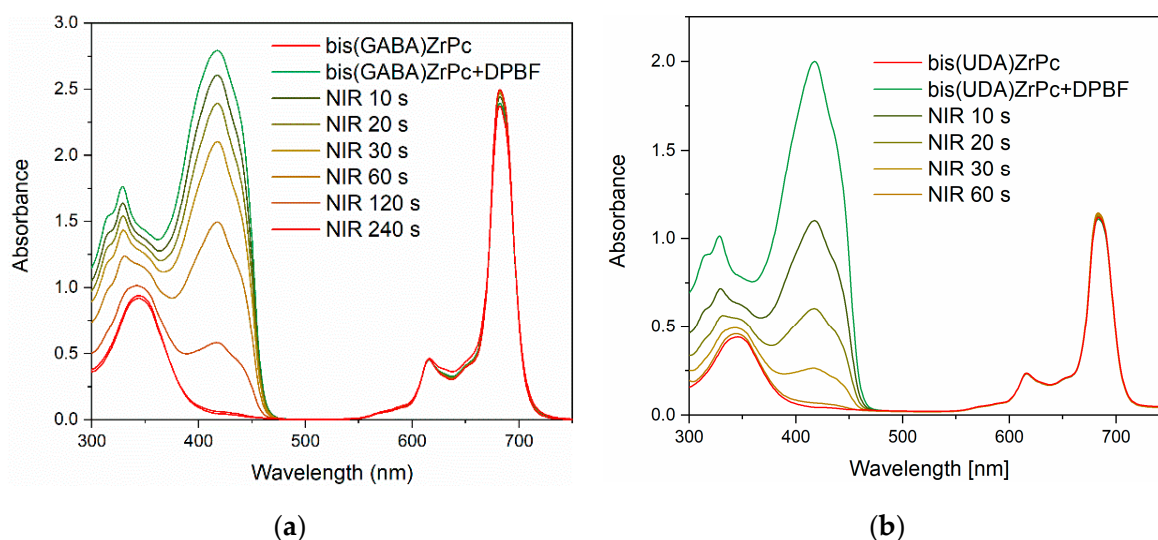 3.0
2.5
2.0
1.5
1.0
0.5
0.0
Absorbance
bis(GABA)ZrPc
bis(GABA)ZrPc+DPBF
NIR 10 s
NIR 20 s
NIR 30 s
NIR 60 s
NIR 120 s
NIR 240 s
300 400 500 600 700
Wavelength (nm)
(a)
2.0
1.5
1.0
0.5
0.0
Absorbance
bis(UDA)ZrPc
bis(UDA)ZrPc+DPBF
NIR 10 s
NIR 20 s
NIR 30 s
NIR 60 s
300 400 500 600 700
Wavelength [nm]
(b)